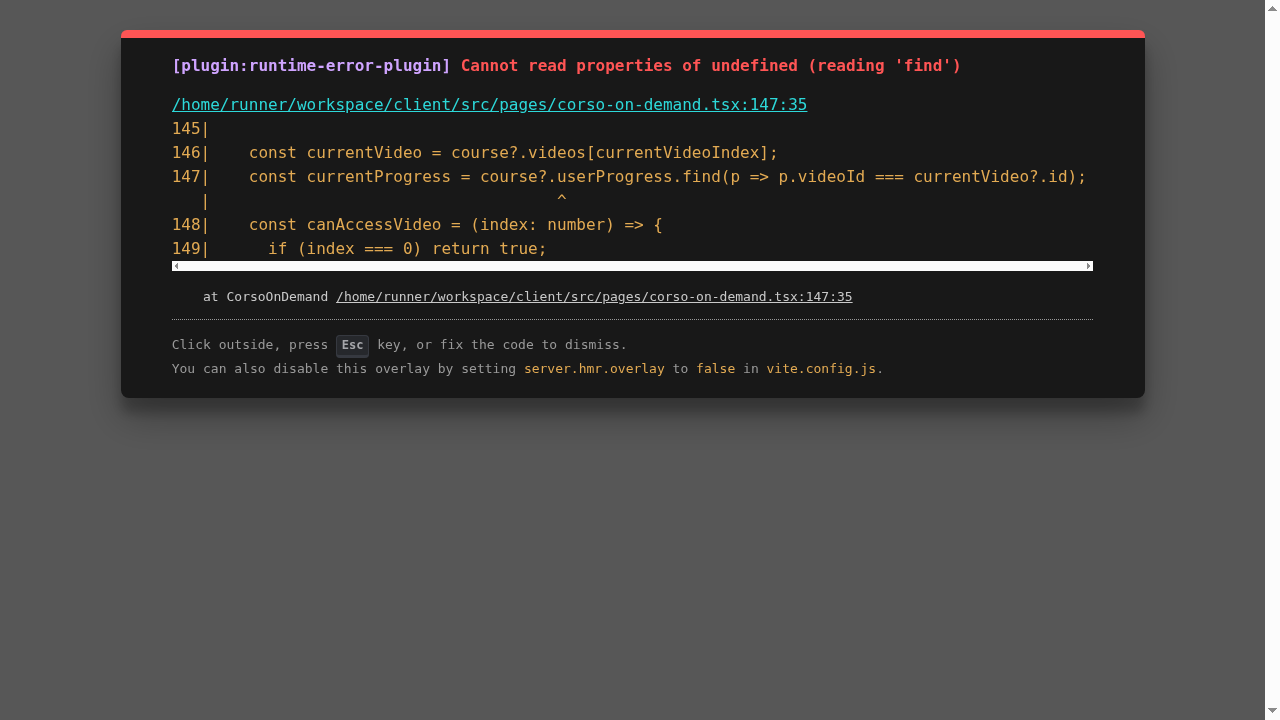 [plugin:runtime-error-plugin] Cannot read properties of undefined (reading 'find')
/home/runner/workspace/client/src/pages/corso-on-demand.tsx:147:35
145|
146|    const currentVideo = course?.videos[currentVideoIndex];
147|    const currentProgress = course?.userProgress.find(p => p.videoId === currentVideo?.id);
   |                                    ^
148|    const canAccessVideo = (index: number) => {
149|      if (index === 0) return true;
at CorsoOnDemand /home/runner/workspace/client/src/pages/corso-on-demand.tsx:147:35
Click outside, press Esc key, or fix the code to dismiss.
You can also disable this overlay by setting server.hmr.overlay to false in vite.config.js.